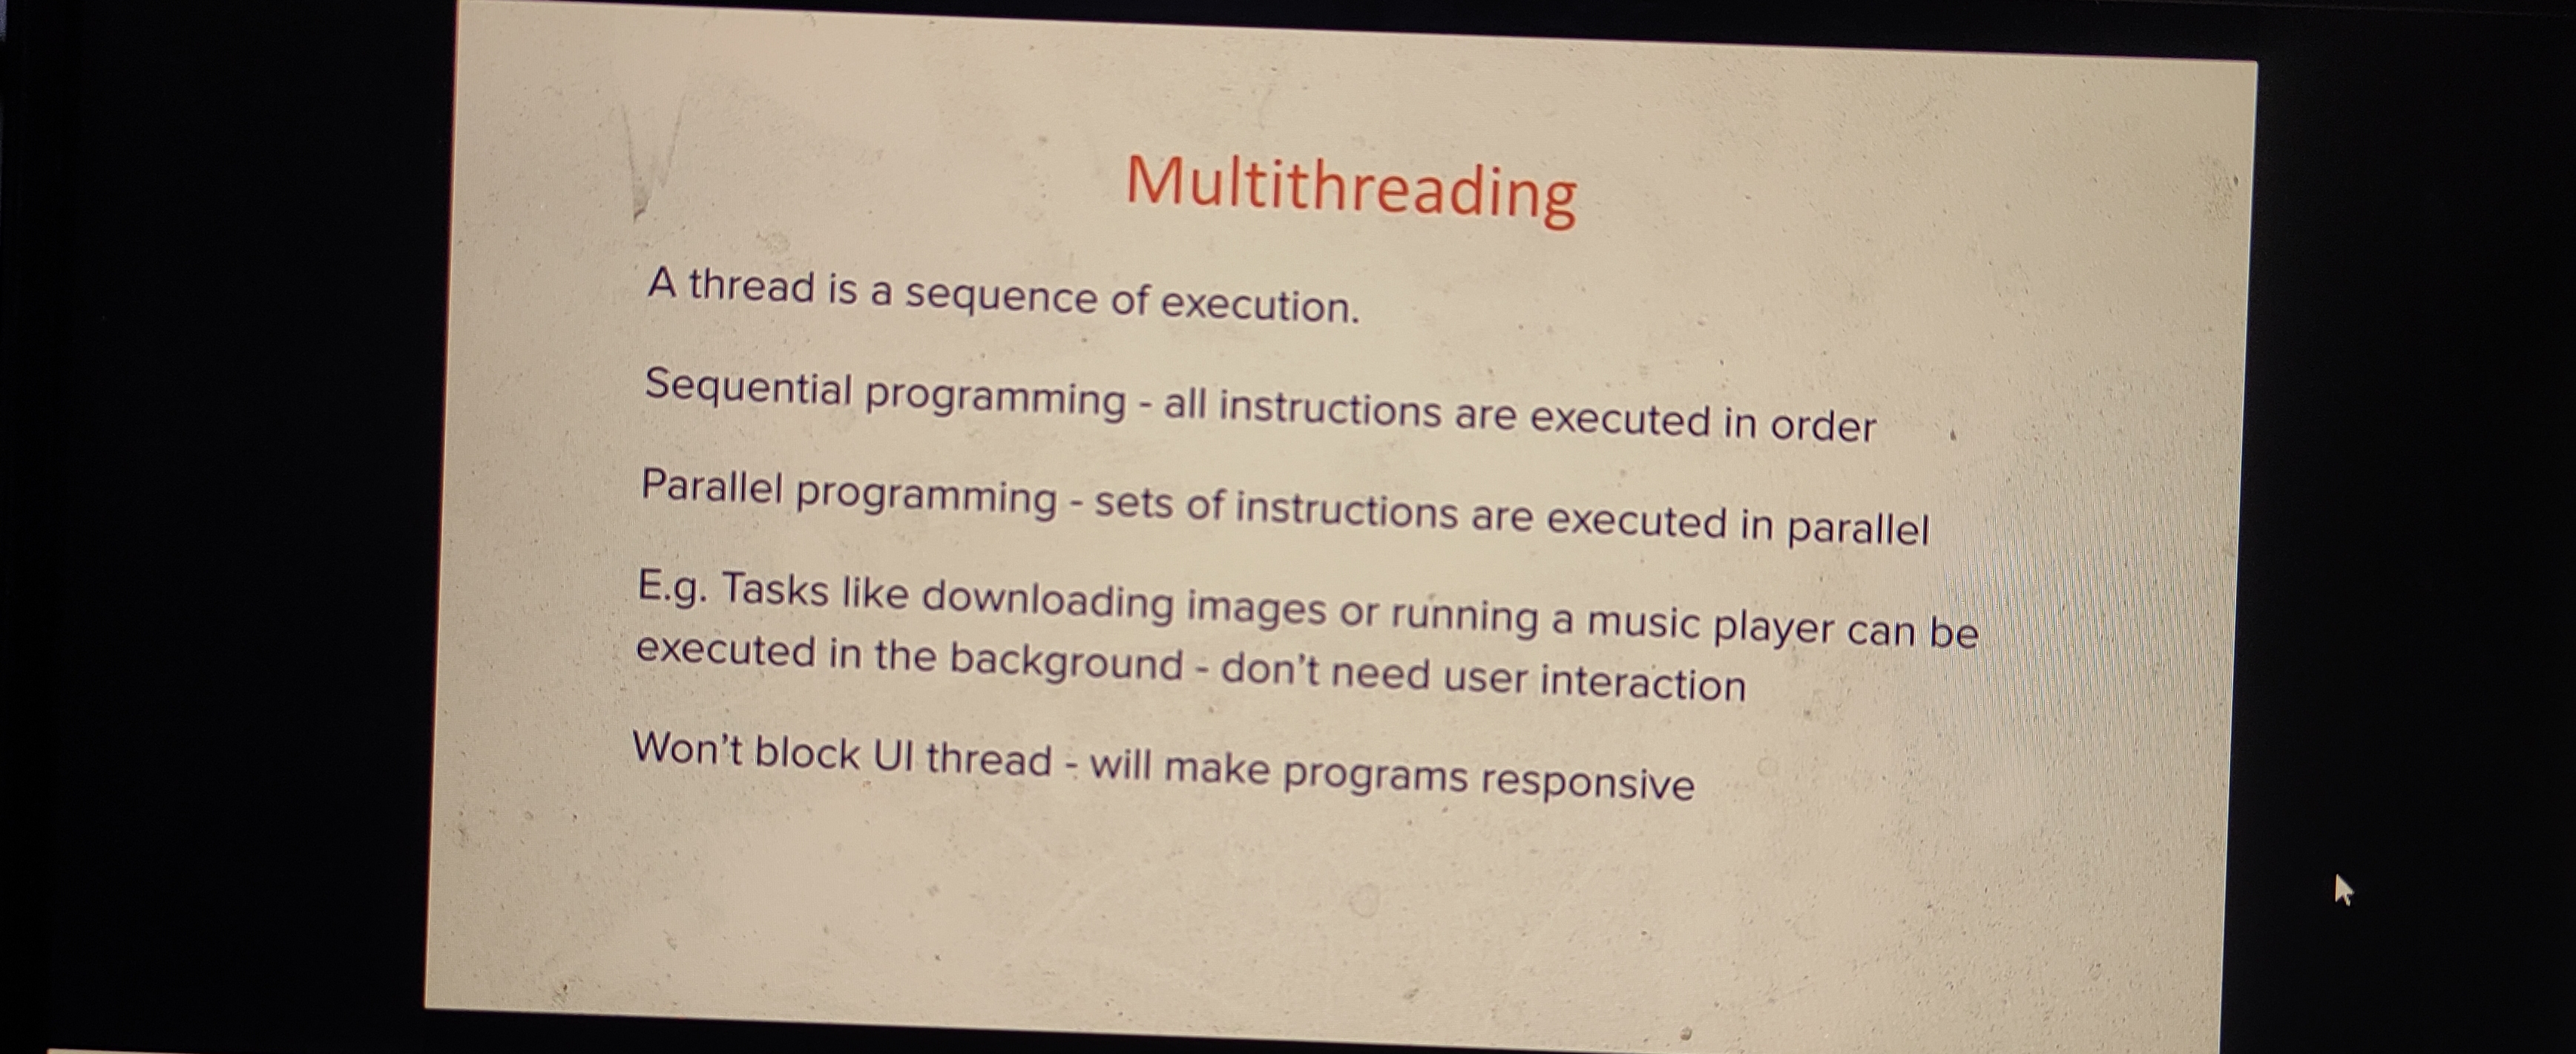 Multithreading
A thread is a sequence of execution.
Sequential programming - all instructions are executed in order
Parallel programming - sets of instructions are executed in parallel
E.g. Tasks like downloading images or running a music player can be
executed in the background - don't need user interaction
Won't block UI thread - will make programs responsive